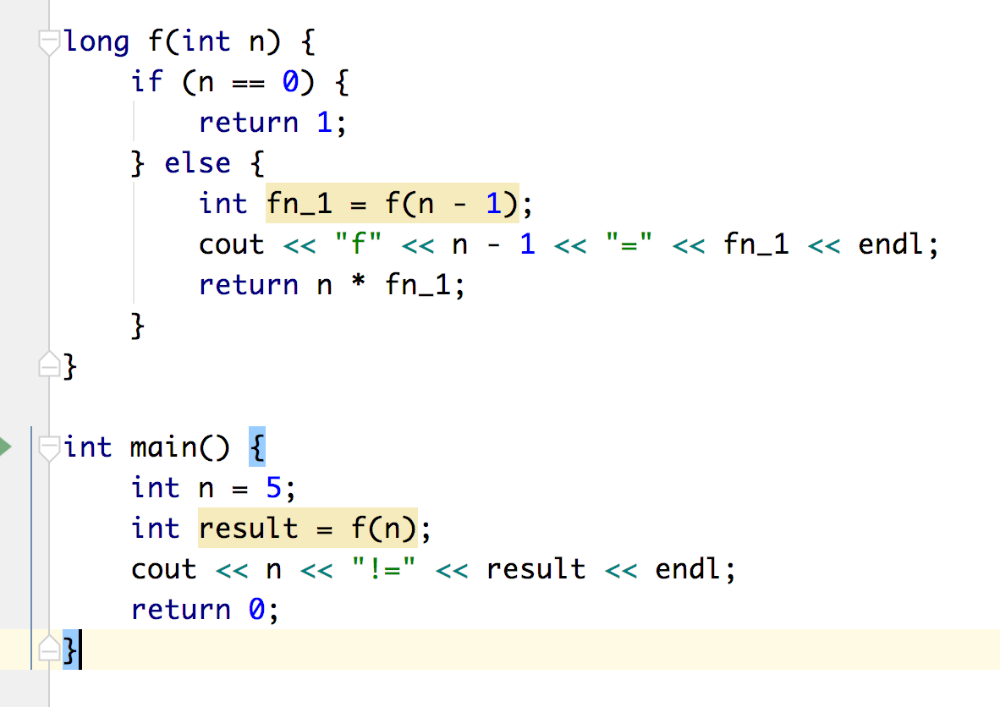 long f(int n) {
    if (n == 0) {
        return 1;
    } else {
        int fn_1 = f(n - 1);
        cout << "f" << n - 1 << "=" << fn_1 << endl;
        return n * fn_1;
    }
}

int main() {
    int n = 5;
    int result = f(n);
    cout << n << "!=" << result << endl;
    return 0;
}